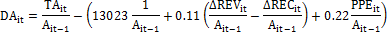 DA_it = TA_it / A_it−1 − (13023 1 / A_it−1 + 0.11 (ΔREV_it / A_it−1 − ΔREC_it / A_it−1) + 0.22 PPE_it / A_it−1)